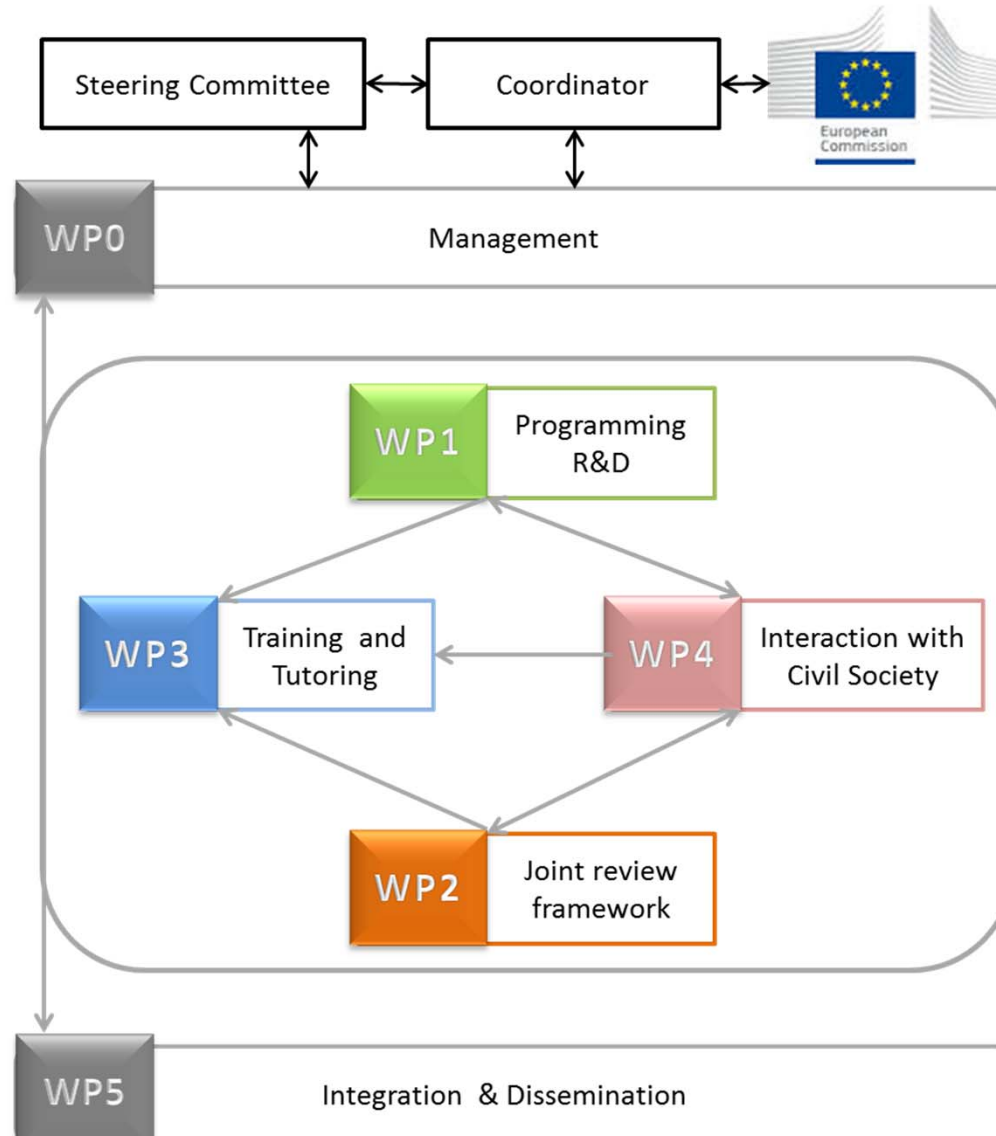 Steering Committee
Coordinator
European
Commission
WP0
Management
WP1
Programming
R&D
WP3
Training and
Tutoring
WP4
Interaction with
Civil Society
WP2
Joint review
framework
WP5
Integration & Dissemination